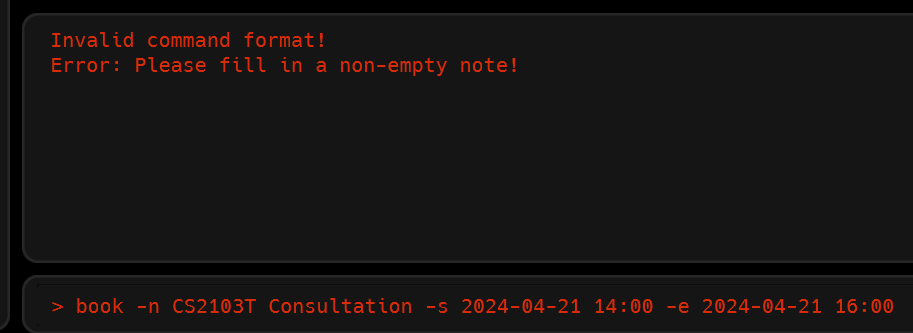 Invalid command format!
Error: Please fill in a non-empty note!
> book -n CS2103T Consultation -s 2024-04-21 14:00 -e 2024-04-21 16:00